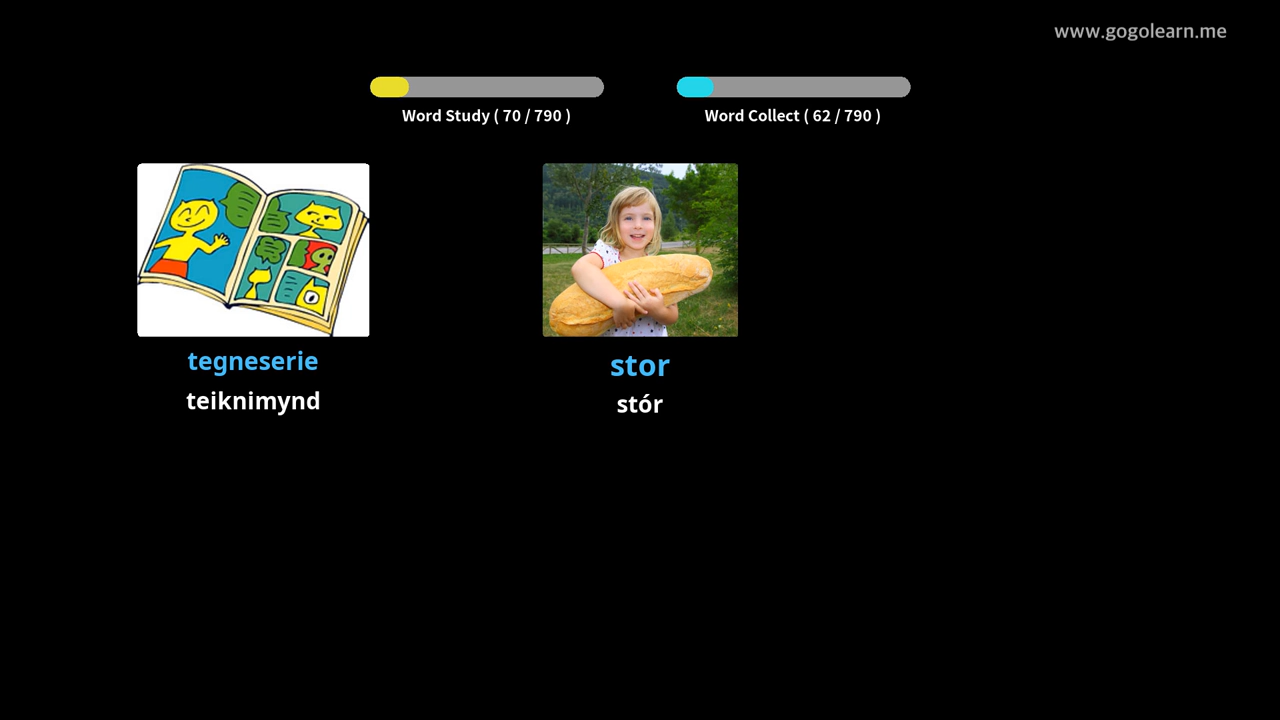 www.gogolearn.me
Word Study ( 70 / 790 )
Word Collect ( 62 / 790 )
tegneserie
teiknimynd
stor
stór